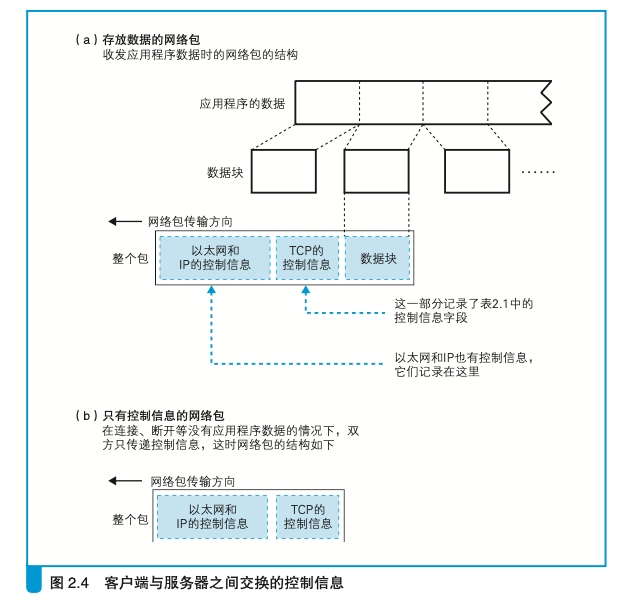 (a)存放数据的网络包
收发应用程序数据时的网络包的结构
应用程序的数据
数据块
……
网络包传输方向
整个包
以太网和
IP的控制信息
TCP的
控制信息
数据块
这一部分记录了表2.1中的
控制信息字段
以太网和IP也有控制信息，
它们记录在这里
(b)只有控制信息的网络包
在连接、断开等没有应用程序数据的情况下，双
方只传递控制信息，这时网络包的结构如下
网络包传输方向
整个包
以太网和
IP的控制信息
TCP的
控制信息
图 2.4 客户端与服务器之间交换的控制信息